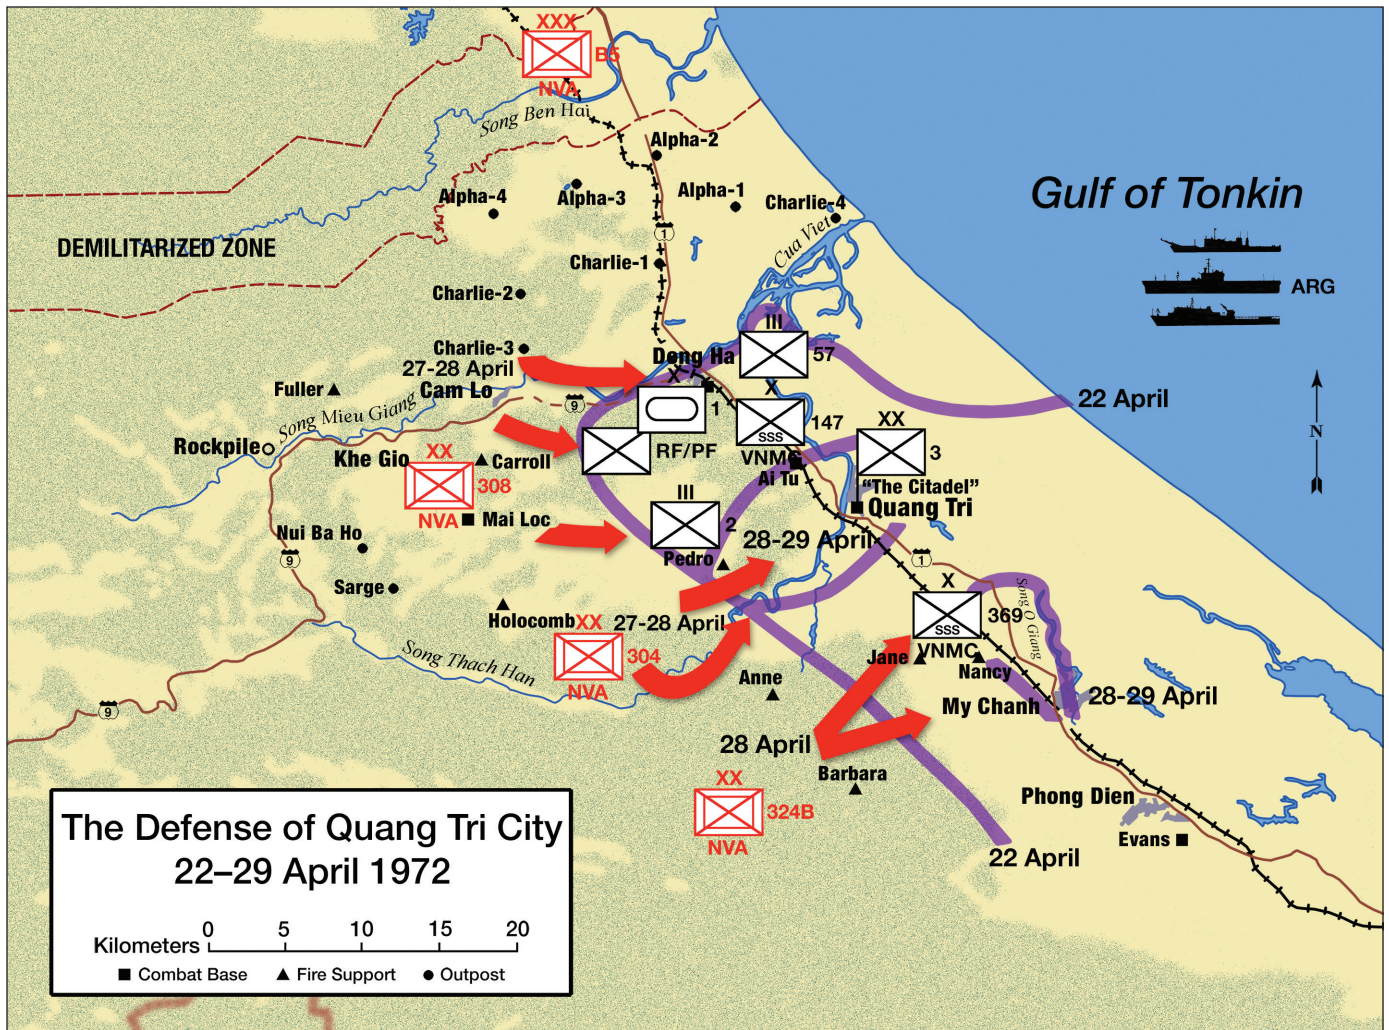 XXX
B5
NVA
Song Ben Hai
Alpha-2
Alpha-4
Alpha-3
Alpha-1
Charlie-4
Gulf of Tonkin
DEMILITARIZED ZONE
1
Cua Viet
Charlie-1
ARG
Charlie-2
III
57
Charlie-3
Dong Ha
27-28 April
X
1
Fuller
Cam Lo
9
22 April
Song Mieu Giang
X
147
SSS
VNMC
XX
3
Rockpile
RF/PF
Khe Gio
XX
308
NVA
Carroll
Ai Tu
"The Citadel"
Quang Tri
Mai Loc
III
2
Nui Ba Ho
28-29 April
9
Pedro
1
Sarge
X
369
SSS
VNMC
Song O Giang
Holocomb
XX
304
NVA
27-28 April
Song Thach Han
Jane
Nancy
Anne
28-29 April
My Chanh
9
28 April
Barbara
XX
324B
NVA
Phong Dien
Evans
22 April
N
The Defense of Quang Tri City
22–29 April 1972
0 5 10 15 20
Kilometers
Combat Base Fire Support Outpost